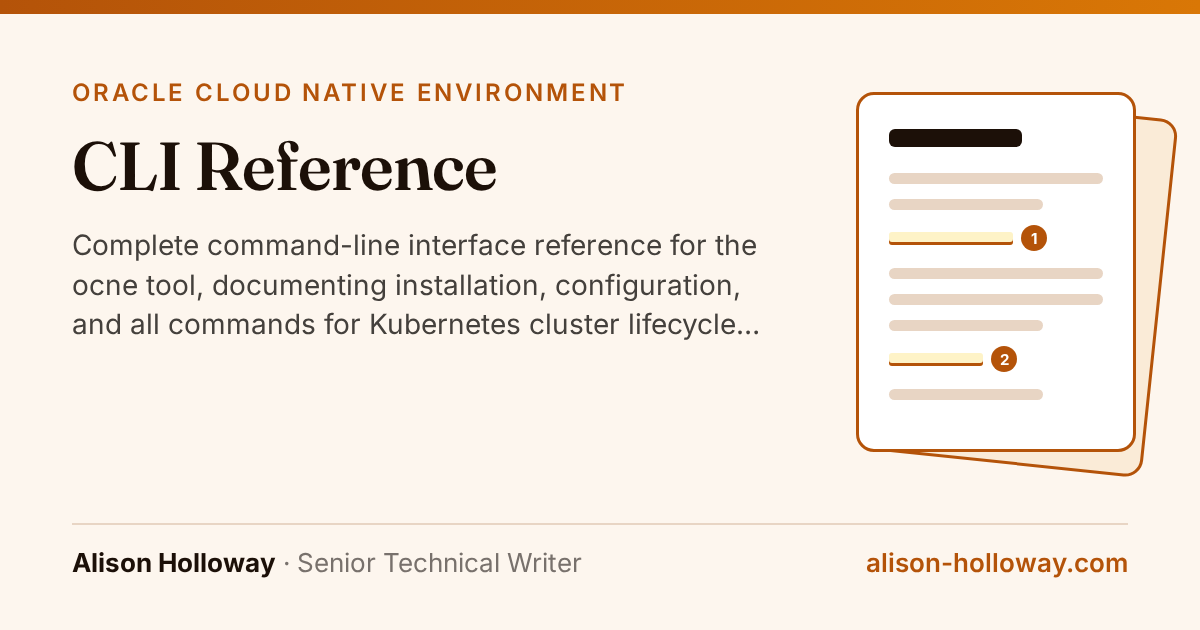 ORACLE CLOUD NATIVE ENVIRONMENT
CLI Reference
Complete command-line interface reference for the
ocne tool, documenting installation, configuration,
and all commands for Kubernetes cluster lifecycle...
1
2
Alison Holloway · Senior Technical Writer
alison-holloway.com